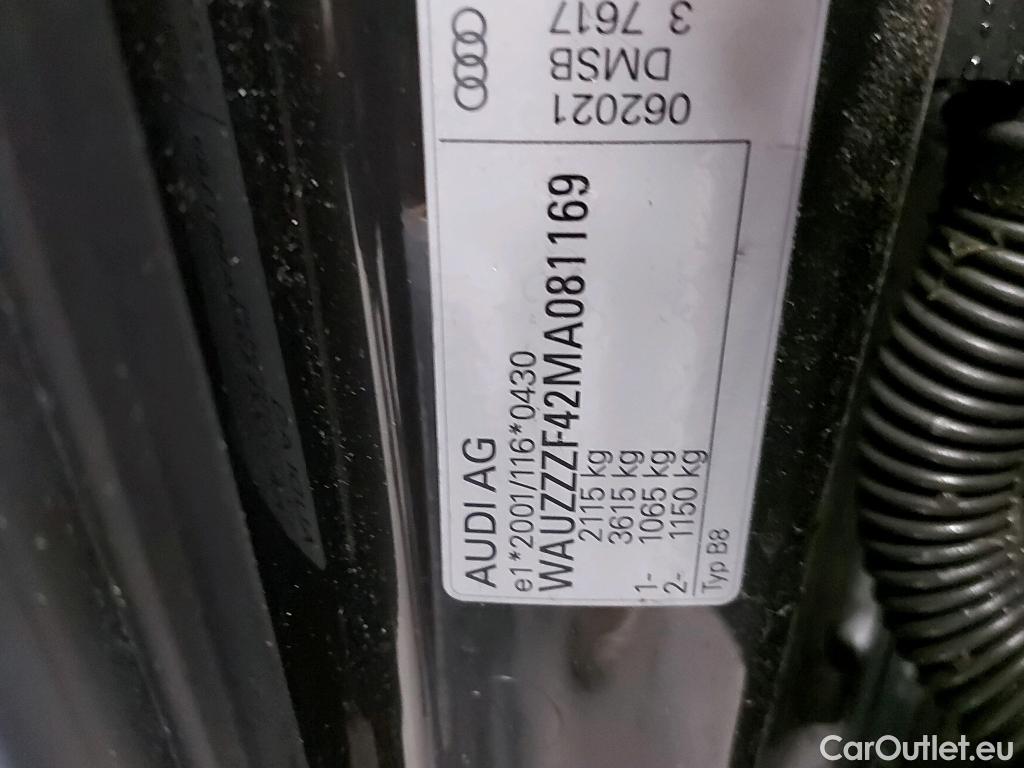 AUDI AG
e1*2001/116*0430
WAUZZZF42MA081169
2115 kg
3615 kg
1- 1065 kg
2- 1150 kg
Typ B8
062021
DMSB
3 7617
CarOutlet.eu